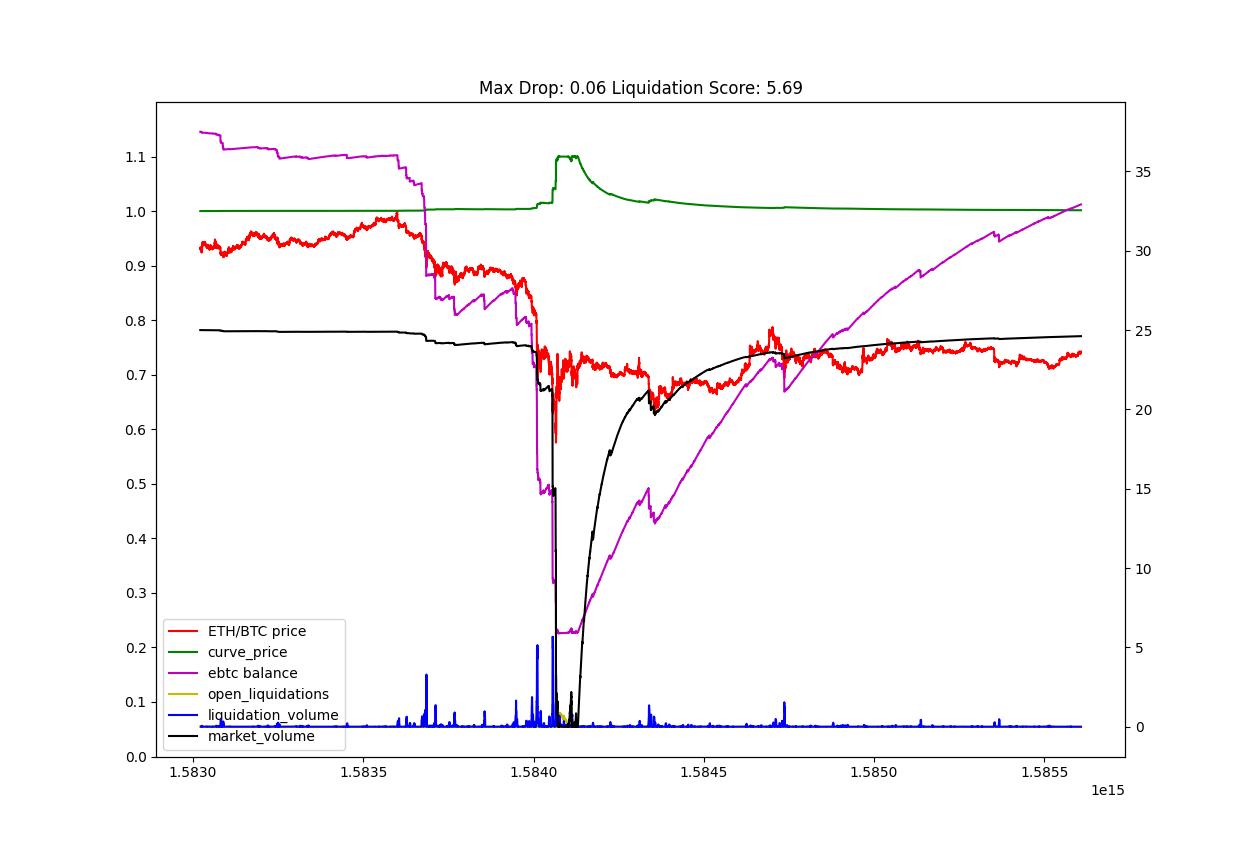 Max Drop: 0.06 Liquidation Score: 5.69
1.1
1.0
0.9
0.8
0.7
0.6
0.5
0.4
0.3
0.2
0.1
0.0
35
30
25
20
15
10
5
0
ETH/BTC price
curve_price
ebtc balance
open_liquidations
liquidation_volume
market_volume
1.5830 1.5835 1.5840 1.5845 1.5850 1.5855
1e15